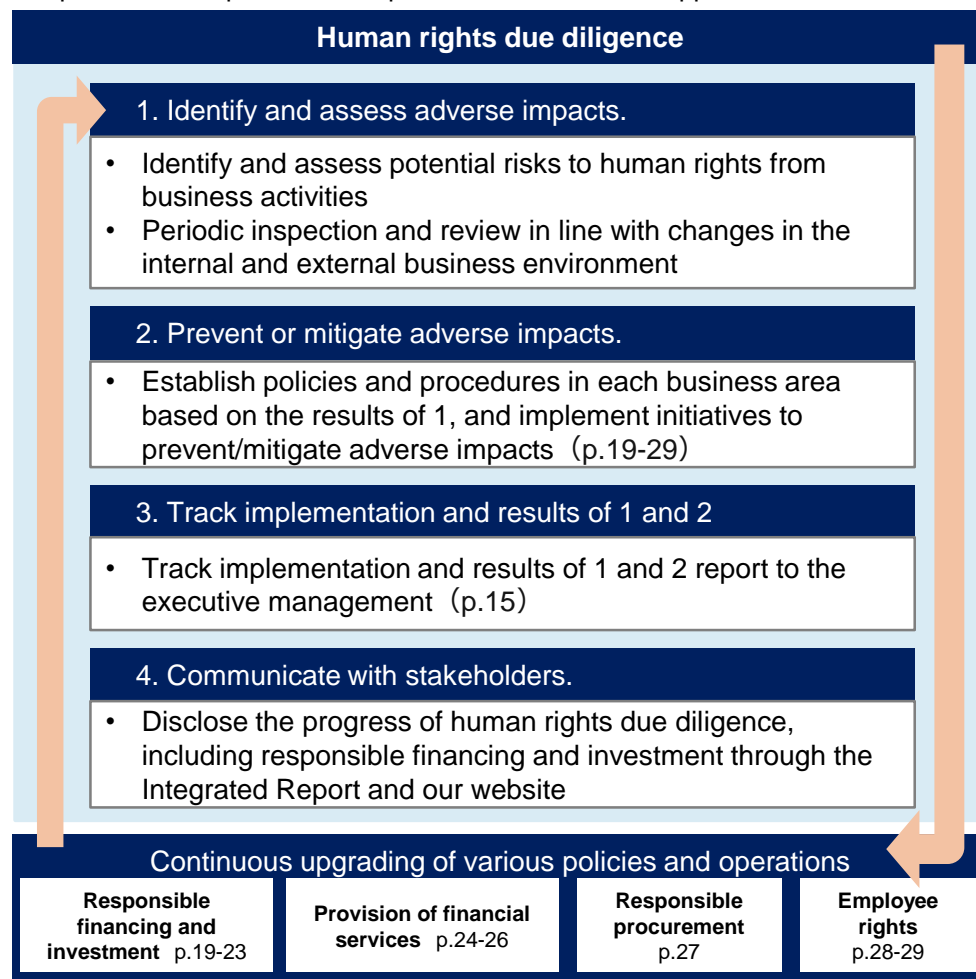 Human rights due diligence
1. Identify and assess adverse impacts.
• Identify and assess potential risks to human rights from
business activities
• Periodic inspection and review in line with changes in the
internal and external business environment
2. Prevent or mitigate adverse impacts.
• Establish policies and procedures in each business area
based on the results of 1, and implement initiatives to
prevent/mitigate adverse impacts（p.19-29）
3. Track implementation and results of 1 and 2
• Track implementation and results of 1 and 2 report to the
executive management（p.15）
4. Communicate with stakeholders.
• Disclose the progress of human rights due diligence,
including responsible financing and investment through the
Integrated Report and our website
Continuous upgrading of various policies and operations
Responsible
financing and
investment p.19-23
Provision of financial
services p.24-26
Responsible
procurement
p.27
Employee
rights
p.28-29